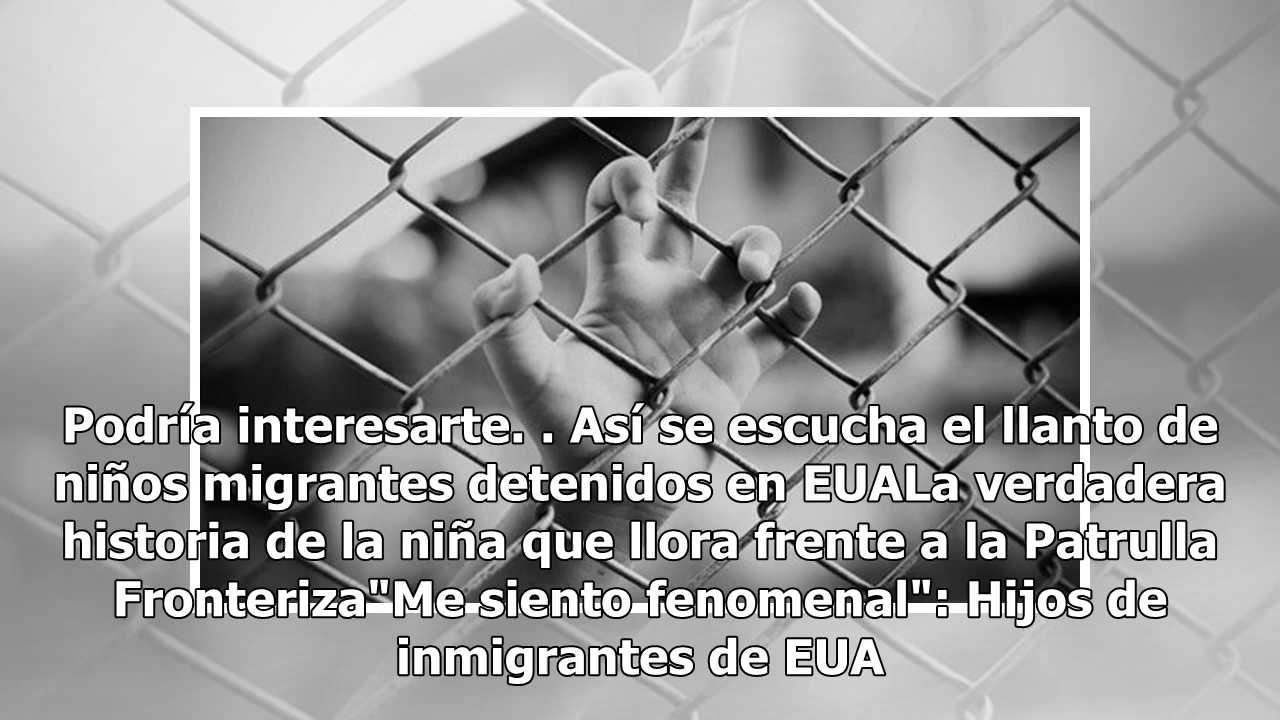 Podría interesarte. . Así se escucha el llanto de
niños migrantes detenidos en EUALa verdadera
historia de la niña que llora frente a la Patrulla
Fronteriza"Me siento fenomenal": Hijos de
inmigrantes de EUA